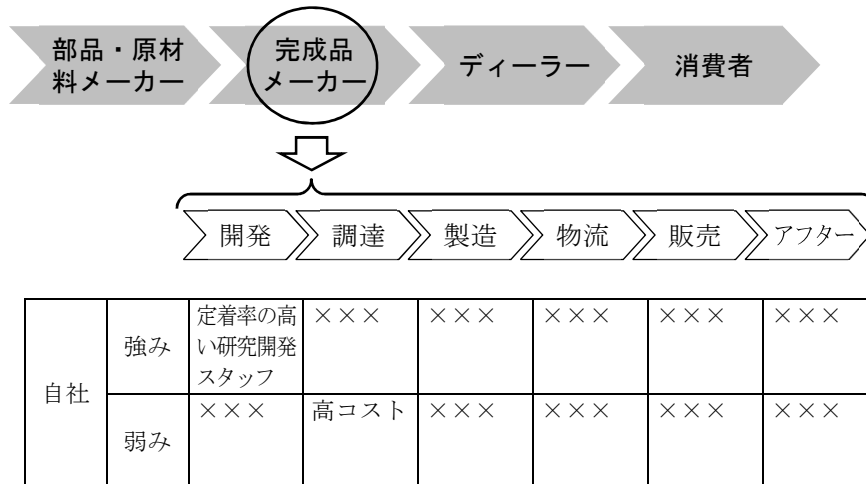 部品・原材
料メーカー
完成品
メーカー
ディーラー
消費者
開発
調達
製造
物流
販売
アフター
自社
強み
定着率の高
い研究開発
スタッフ
×××
×××
×××
×××
×××
弱み
×××
高コスト
×××
×××
×××
×××